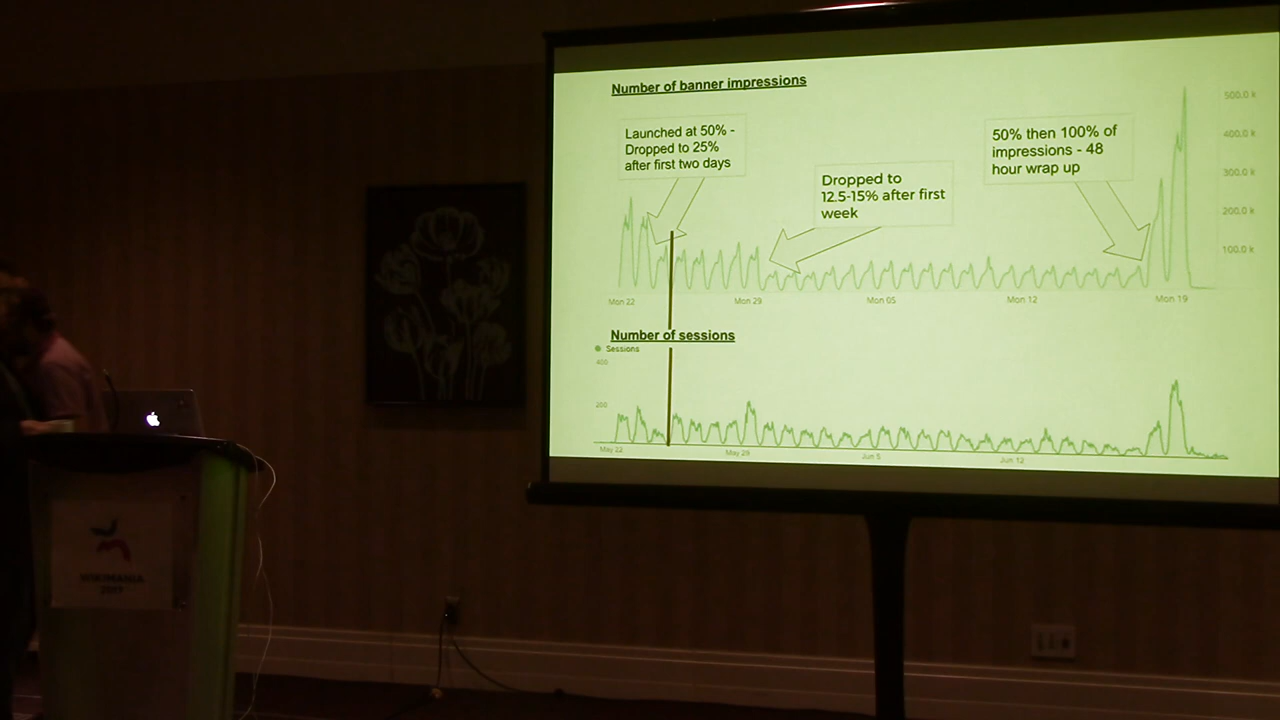 Number of banner impressions
Launched at 50% -
Dropped to 25%
after first two days
Dropped to
12.5-15% after first
week
50% then 100% of
impressions - 48
hour wrap up
500.0 k
400.0 k
300.0 k
200.0 k
100.0 k
Mon 22
Mon 29
Mon 05
Mon 12
Mon 19
Number of sessions
Sessions
400
200
May 22
May 29
Jun 5
Jun 12
WIKIMANIA
2017